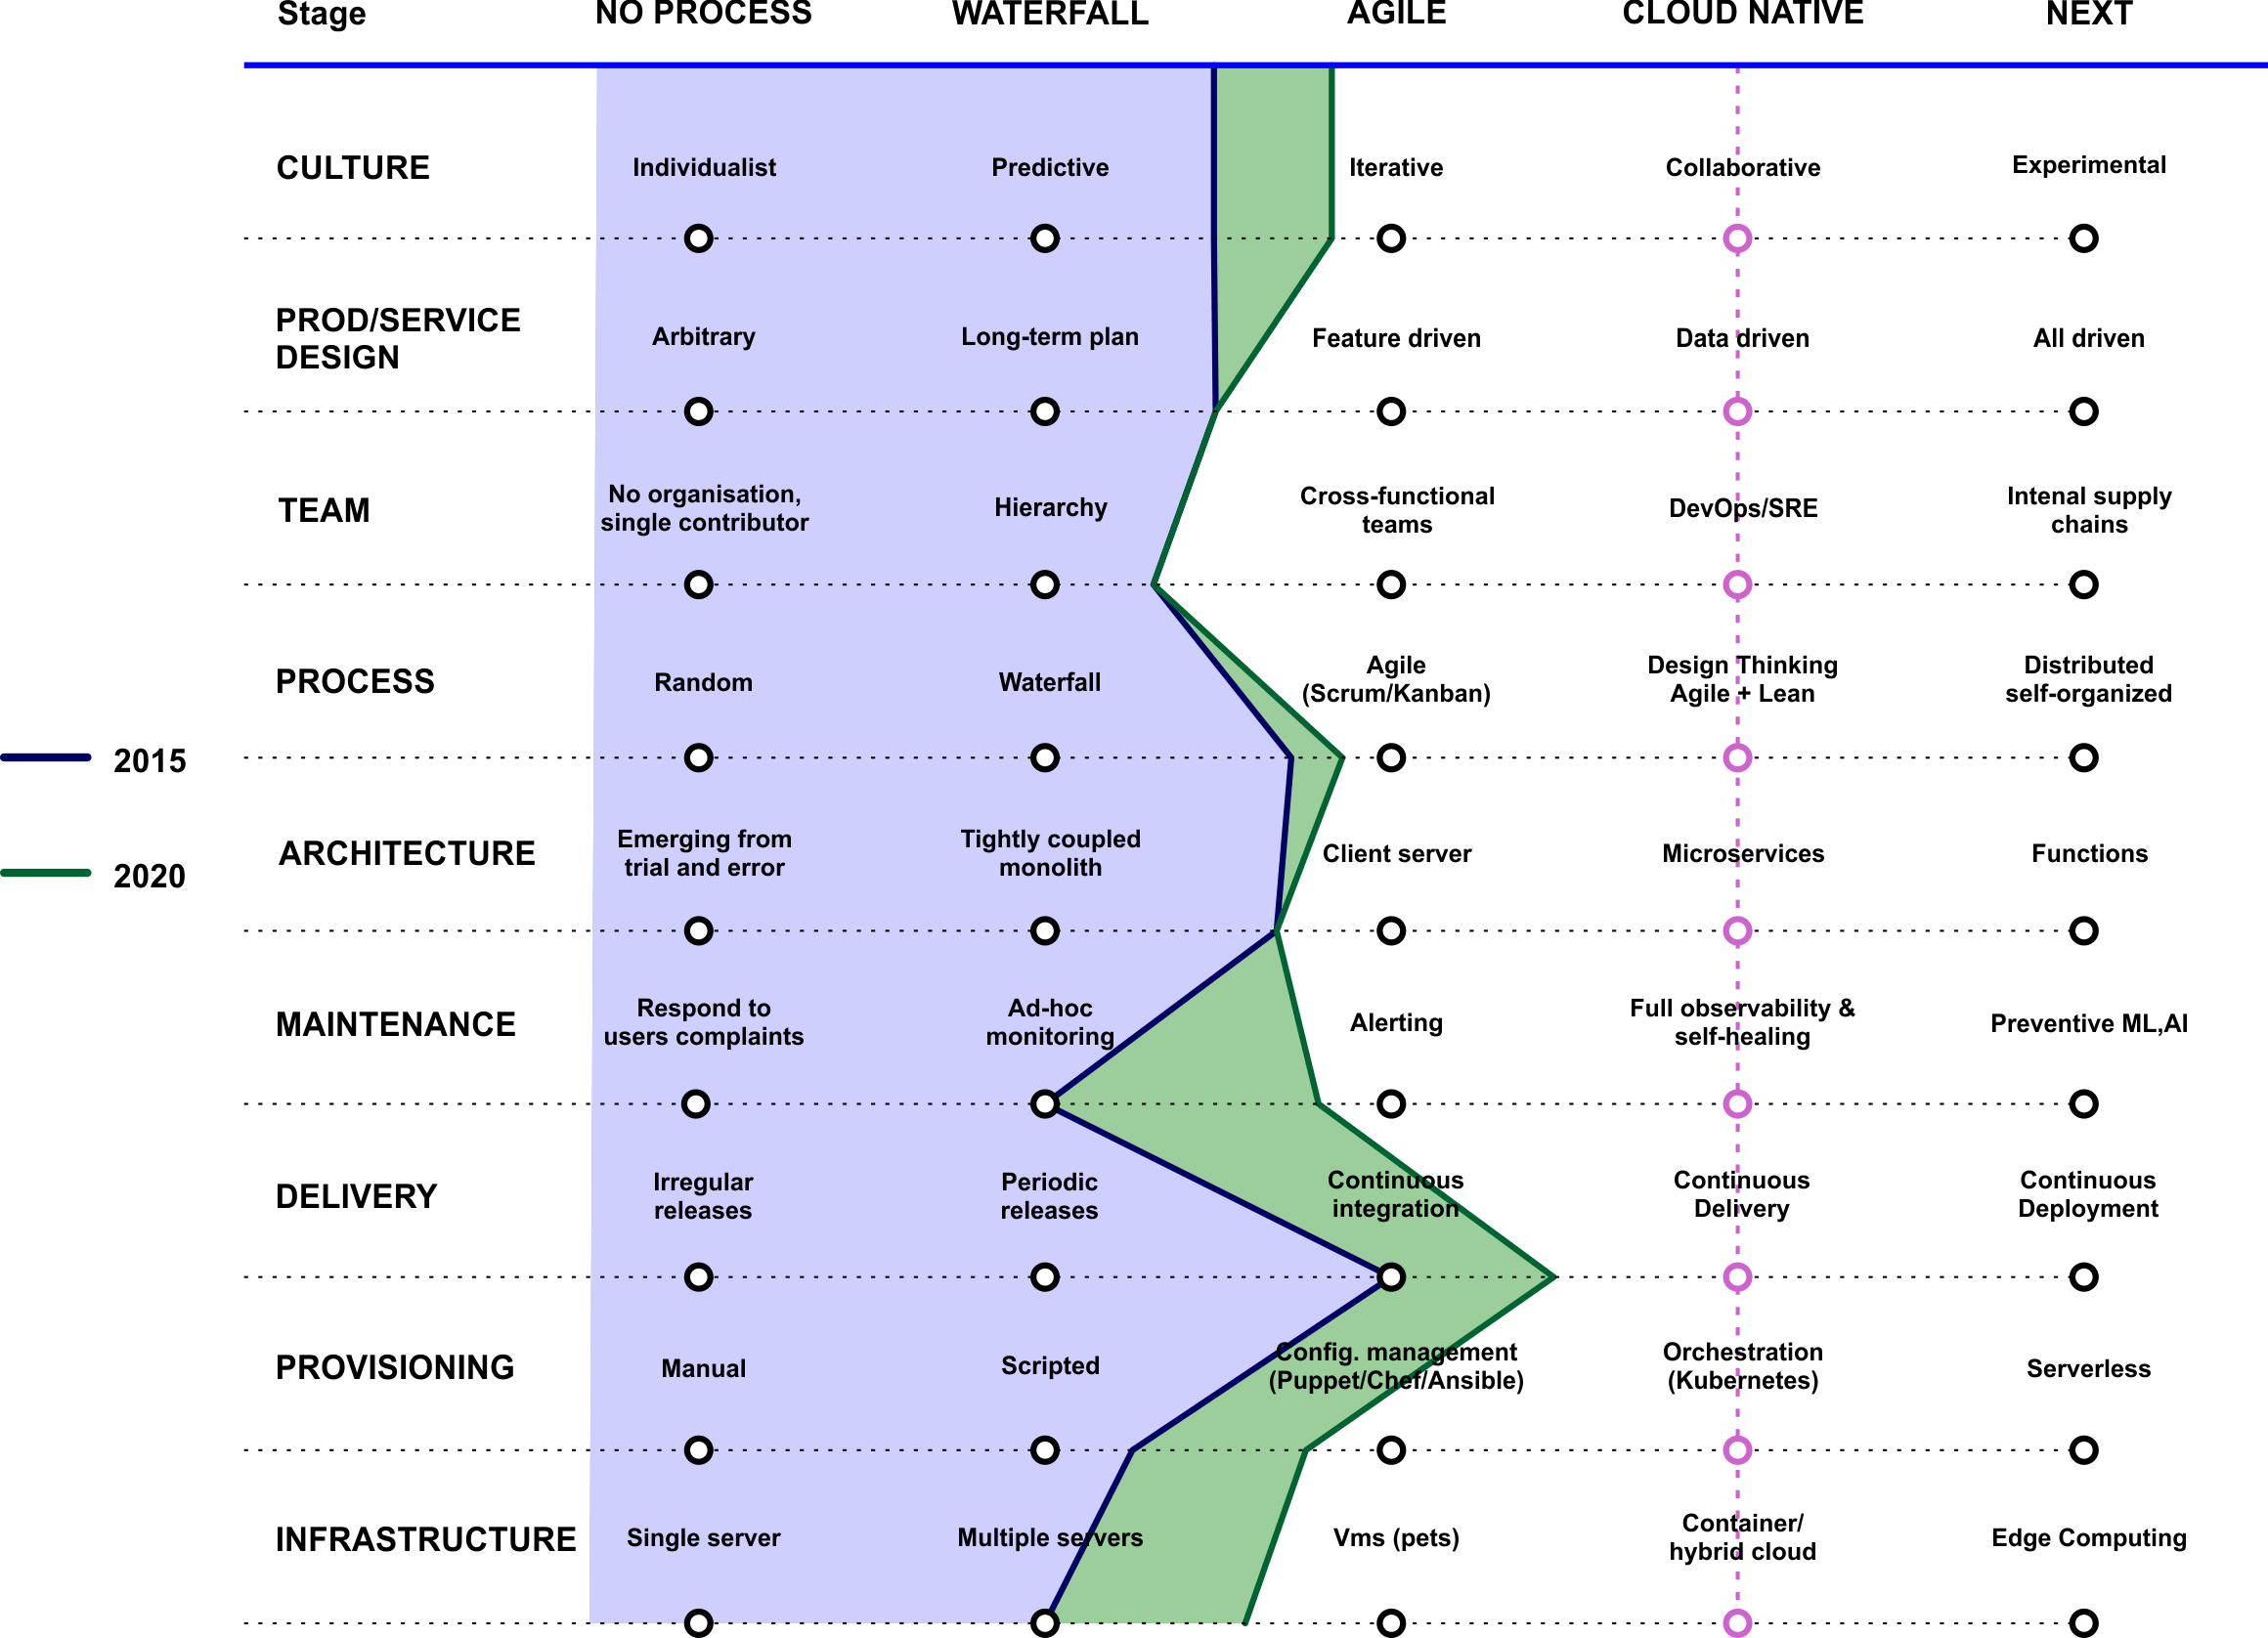 Stage NO PROCESS WATERFALL AGILE CLOUD NATIVE NEXT
CULTURE Individualist Predictive Iterative Collaborative Experimental
PROD/SERVICE
DESIGN
Arbitrary Long-term plan Feature driven Data driven All driven
TEAM
No organisation,
single contributor
Hierarchy
Cross-functional
teams
DevOps/SRE
Intenal supply
chains
PROCESS
Random
Waterfall
Agile
(Scrum/Kanban)
Design Thinking
Agile + Lean
Distributed
self-organized
2015
2020
ARCHITECTURE
Emerging from
trial and error
Tightly coupled
monolith
Client server
Microservices
Functions
MAINTENANCE
Respond to
users complaints
Ad-hoc
monitoring
Alerting
Full observability &
self-healing
Preventive ML,AI
DELIVERY
Irregular
releases
Periodic
releases
Continuous
integration
Continuous
Delivery
Continuous
Deployment
PROVISIONING
Manual
Scripted
Config. management
(Puppet/Chef/Ansible)
Orchestration
(Kubernetes)
Serverless
INFRASTRUCTURE
Single server
Multiple servers
Vms (pets)
Container/
hybrid cloud
Edge Computing